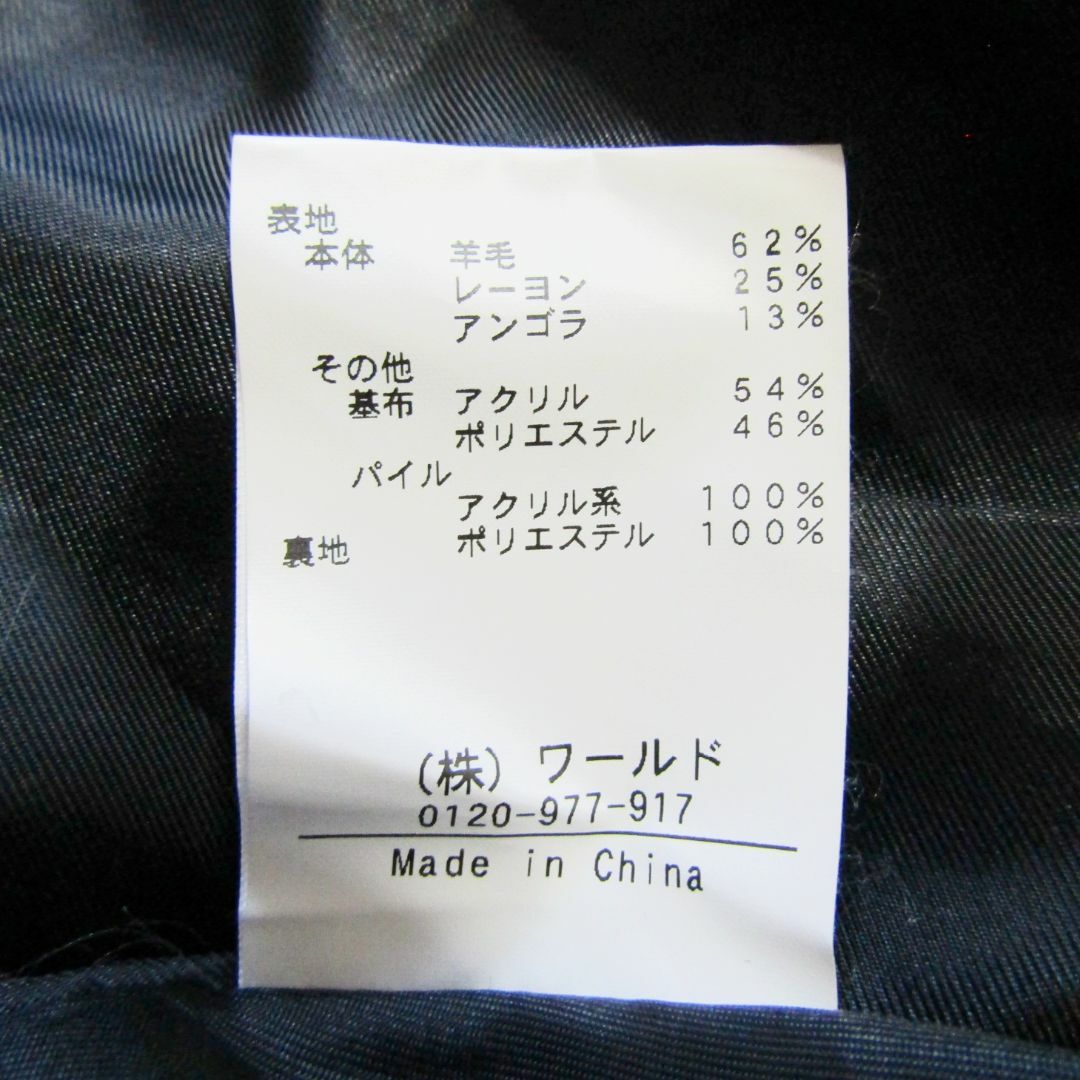 表地
本体 羊毛 62%
レーヨン 25%
アンゴラ 13%
その他
基布 アクリル 54%
ポリエステル 46%
パイル
アクリル系 100%
裏地 ポリエステル 100%
(株) ワールド
0120-977-917
Made in China